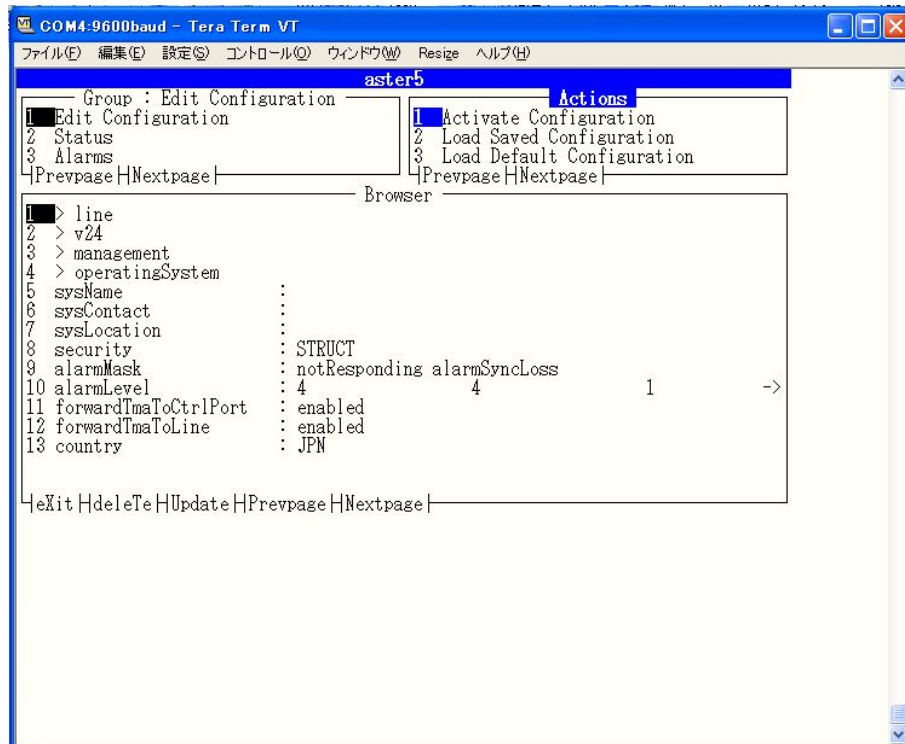 COM4:9600baud - Tera Term VT
ファイル(F) 編集(E) 設定(S) コントロール(O) ウィンドウ(W) Resize ヘルプ(H)
aster5
Group : Edit Configuration
1 Edit Configuration
2 Status
3 Alarms
Prevpage Nextpage
Actions
1 Activate Configuration
2 Load Saved Configuration
3 Load Default Configuration
Prevpage Nextpage
Browser
1 > line
2 > v24
3 > management
4 > operatingSystem
5 sysName :
6 sysContact :
7 sysLocation :
8 security : STRUCT
9 alarmMask : notResponding alarmSyncLoss
10 alarmLevel : 4 4 1 ->
11 forwardTmaToCtrlPort : enabled
12 forwardTmaToLine : enabled
13 country : JPN
eXit deleTe Update Prevpage Nextpage